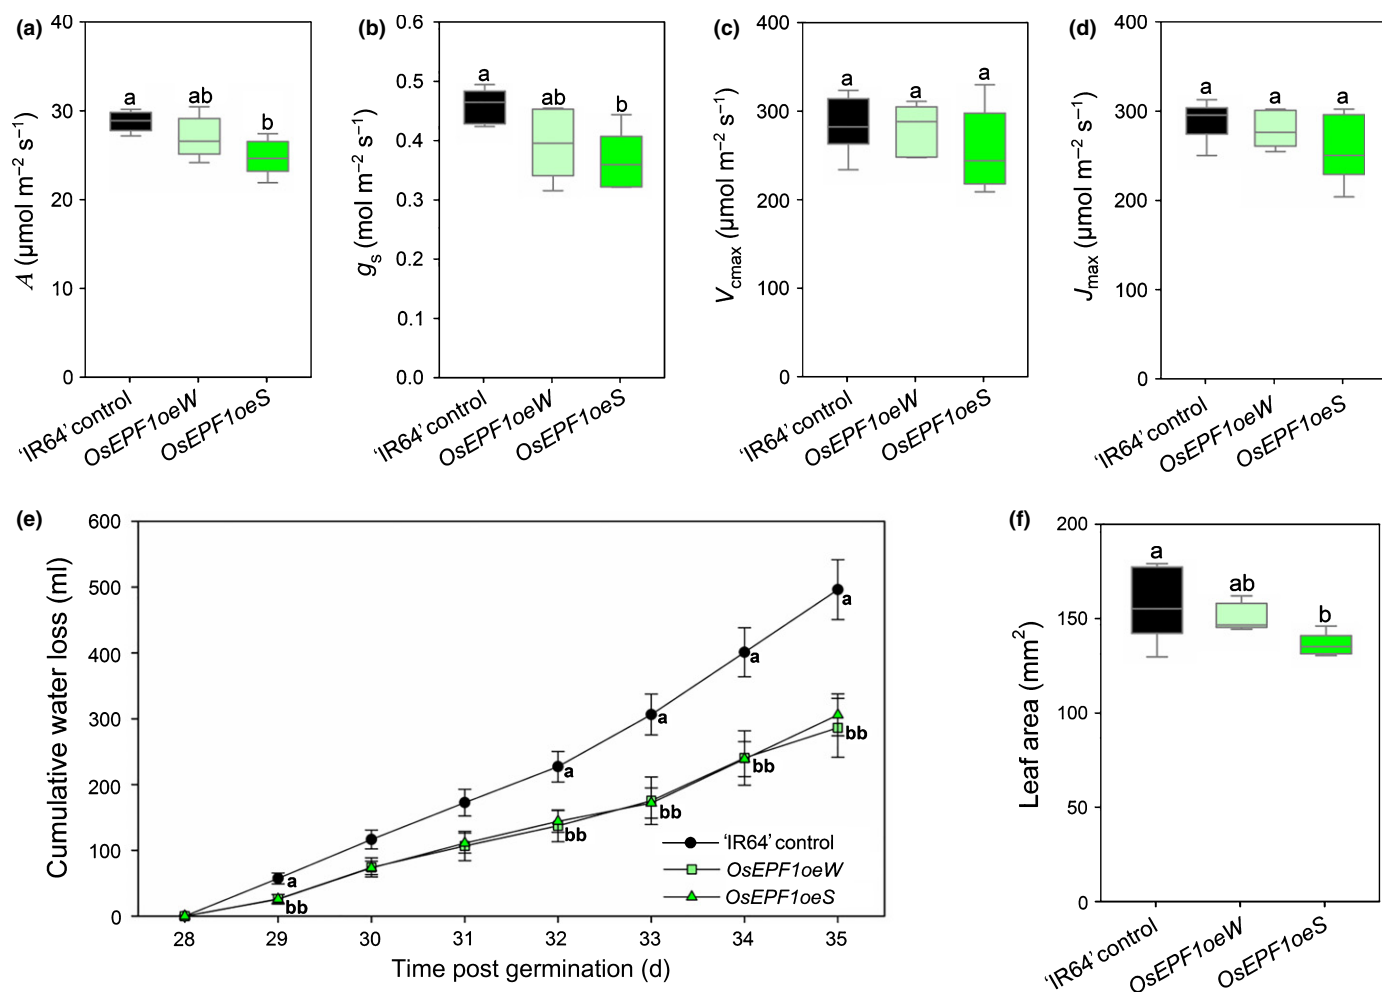 (a)
40
30
20
10
0
A (μmol m⁻² s⁻¹)
a
ab
b
'IR64' control
OsEPF1oeW
OsEPF1oeS
(b)
0.6
0.5
0.4
0.3
0.2
0.1
0.0
gs (mol m⁻² s⁻¹)
a
ab
b
'IR64' control
OsEPF1oeW
OsEPF1oeS
(c)
400
300
200
100
0
Vcmax (μmol m⁻² s⁻¹)
a
a
a
'IR64' control
OsEPF1oeW
OsEPF1oeS
(d)
400
300
200
100
0
Jmax (μmol m⁻² s⁻¹)
a
a
a
'IR64' control
OsEPF1oeW
OsEPF1oeS
(e)
600
500
400
300
200
100
0
Cumulative water loss (ml)
a
bb
a
bb
a
bb
a
bb
a
bb
'IR64' control
OsEPF1oeW
OsEPF1oeS
28 29 30 31 32 33 34 35
Time post germination (d)
(f)
200
150
100
50
0
Leaf area (mm²)
a
ab
b
'IR64' control
OsEPF1oeW
OsEPF1oeS